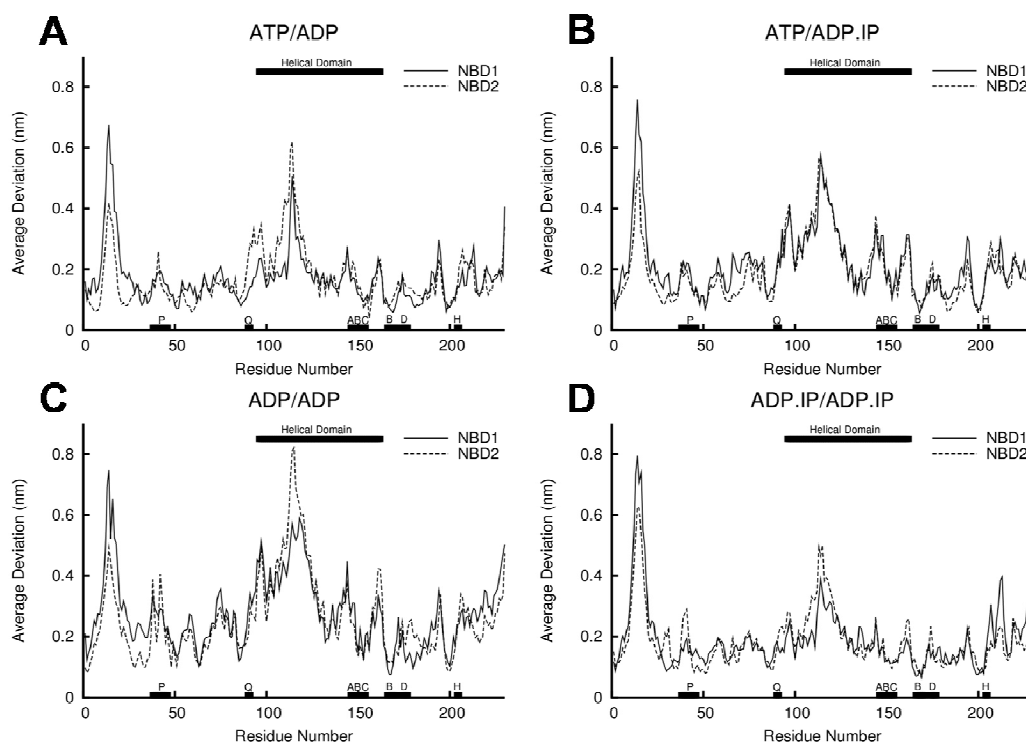 A
ATP/ADP
Helical Domain
NBD1
NBD2
Average Deviation (nm)
0.8
0.6
0.4
0.2
0
P
Q
ABC
B
D
H
0
50
100
150
200
Residue Number
B
ATP/ADP.IP
Helical Domain
NBD1
NBD2
Average Deviation (nm)
0.8
0.6
0.4
0.2
0
P
Q
ABC
B
D
H
0
50
100
150
200
Residue Number
C
ADP/ADP
Helical Domain
NBD1
NBD2
Average Deviation (nm)
0.8
0.6
0.4
0.2
0
P
Q
ABC
B
D
H
0
50
100
150
200
Residue Number
D
ADP.IP/ADP.IP
Helical Domain
NBD1
NBD2
Average Deviation (nm)
0.8
0.6
0.4
0.2
0
P
Q
ABC
B
D
H
0
50
100
150
200
Residue Number